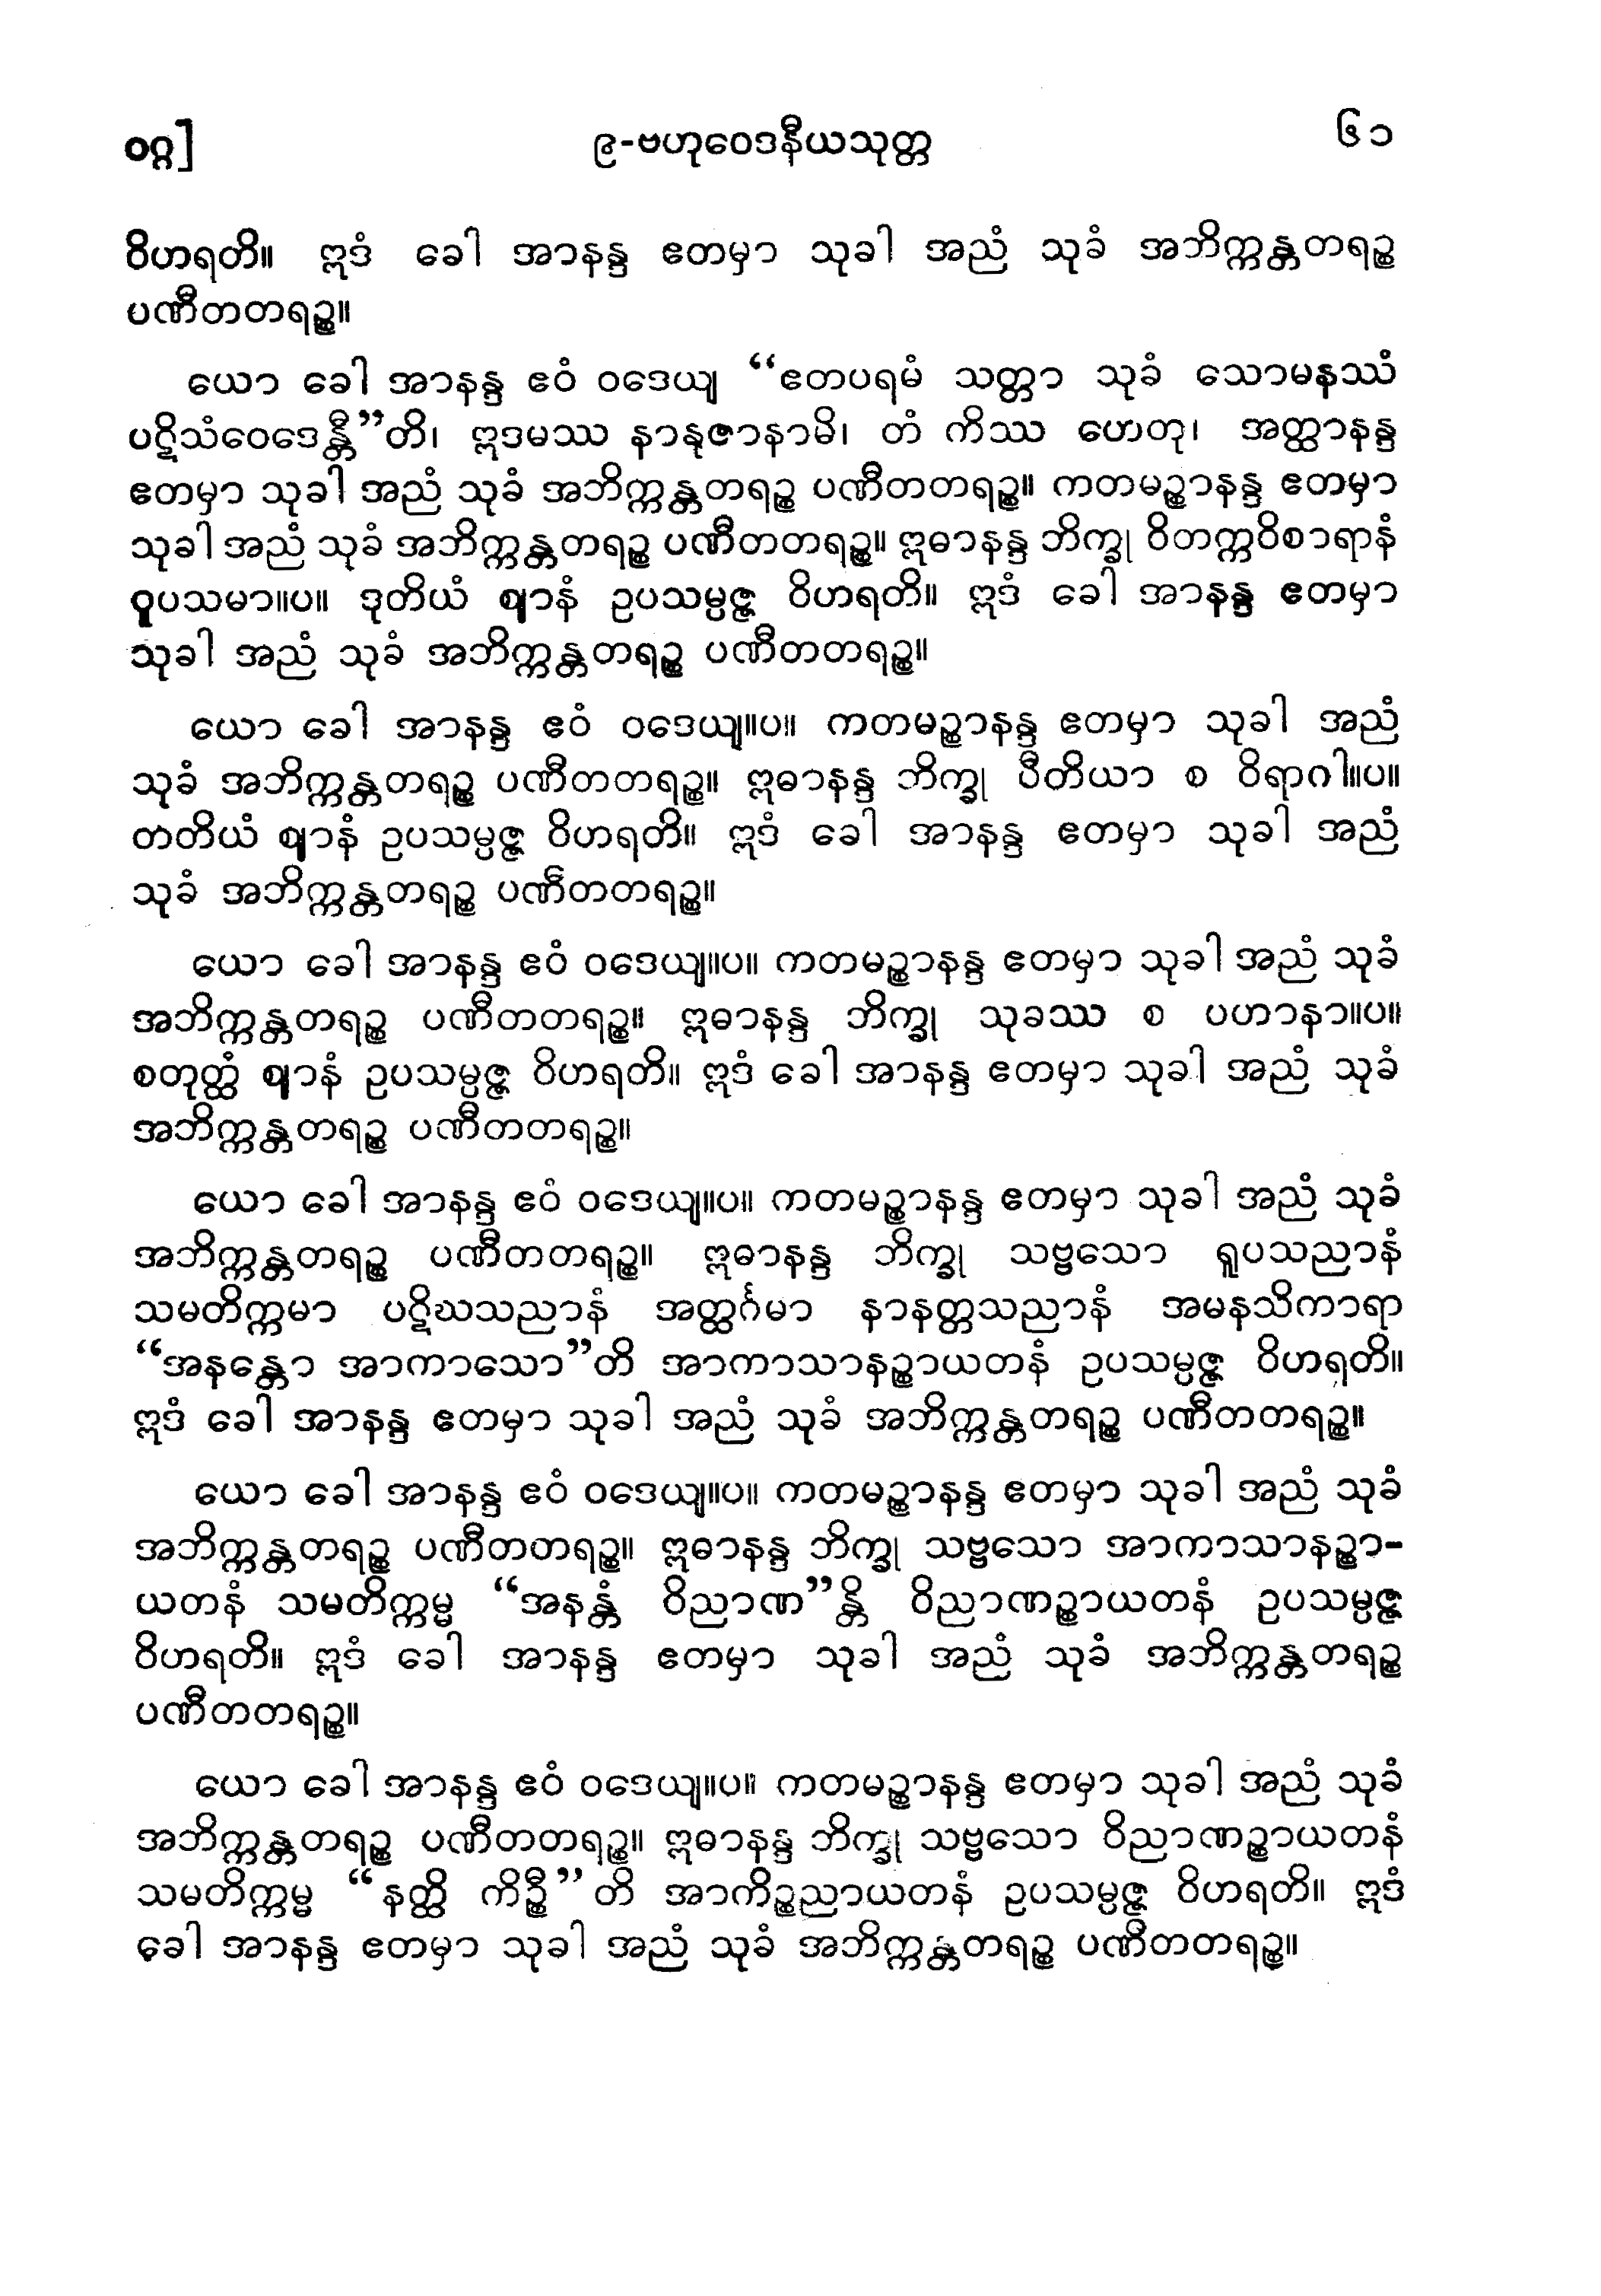 ဝဂ္ဂ]
၉-ဗဟုဝေဒနီယသုတ္တ
၆၁
ဝိဟရတိ။ ဣဒံ ခေါ အာနန္ဒ ဧတမှာ သုခါ အညံ သုခံ အဘိက္ကန္တတရဉ္စ
ပဏီတတရဉ္စ။
ယော ခေါ အာနန္ဒ ဧဝံ ဝဒေယျ “ဧတပရမံ သတ္တာ သုခံ သောမနဿံ
ပဋိသံဝေဒေန္တီ”တိ၊ ဣဒမဿ နာနုဇာနာမိ၊ တံ ကိဿ ဟေတု၊ အတ္ထာနန္ဒ
ဧတမှာ သုခါ အညံ သုခံ အဘိက္ကန္တတရဉ္စ ပဏီတတရဉ္စ။ ကတမဉ္စာနန္ဒ ဧတမှာ
သုခါ အညံ သုခံ အဘိက္ကန္တတရဉ္စ ပဏီတတရဉ္စ။ ဣဓာနန္ဒ ဘိက္ခု ဝိတက္ကဝိစာရာနံ
ဝူပသမာ။ပ။ ဒုတိယံ ဈာနံ ဥပသမ္ပဇ္ဇ ဝိဟရတိ။ ဣဒံ ခေါ အာနန္ဒ ဧတမှာ
သုခါ အညံ သုခံ အဘိက္ကန္တတရဉ္စ ပဏီတတရဉ္စ။
ယော ခေါ အာနန္ဒ ဧဝံ ဝဒေယျ။ပ။ ကတမဉ္စာနန္ဒ ဧတမှာ သုခါ အညံ
သုခံ အဘိက္ကန္တတရဉ္စ ပဏီတတရဉ္စ။ ဣဓာနန္ဒ ဘိက္ခု ပီတိယာ စ ဝိရာဂါ။ပ။
တတိယံ ဈာနံ ဥပသမ္ပဇ္ဇ ဝိဟရတိ။ ဣဒံ ခေါ အာနန္ဒ ဧတမှာ သုခါ အညံ
သုခံ အဘိက္ကန္တတရဉ္စ ပဏီတတရဉ္စ။
ယော ခေါ အာနန္ဒ ဧဝံ ဝဒေယျ။ပ။ ကတမဉ္စာနန္ဒ ဧတမှာ သုခါ အညံ သုခံ
အဘိက္ကန္တတရဉ္စ ပဏီတတရဉ္စ။ ဣဓာနန္ဒ ဘိက္ခု သုခဿ စ ပဟာနာ။ပ။
စတုတ္ထံ ဈာနံ ဥပသမ္ပဇ္ဇ ဝိဟရတိ။ ဣဒံ ခေါ အာနန္ဒ ဧတမှာ သုခါ အညံ သုခံ
အဘိက္ကန္တတရဉ္စ ပဏီတတရဉ္စ။
ယော ခေါ အာနန္ဒ ဧဝံ ဝဒေယျ။ပ။ ကတမဉ္စာနန္ဒ ဧတမှာ သုခါ အညံ သုခံ
အဘိက္ကန္တတရဉ္စ ပဏီတတရဉ္စ။ ဣဓာနန္ဒ ဘိက္ခု သဗ္ဗသော ရူပသညာနံ
သမတိက္ကမာ ပဋိဃသညာနံ အတ္ထင်္ဂမာ နာနတ္တသညာနံ အမနသိကာရာ
“အနန္တော အာကာသော”တိ အာကာသာနဉ္စာယတနံ ဥပသမ္ပဇ္ဇ ဝိဟရတိ။
ဣဒံ ခေါ အာနန္ဒ ဧတမှာ သုခါ အညံ သုခံ အဘိက္ကန္တတရဉ္စ ပဏီတတရဉ္စ။
ယော ခေါ အာနန္ဒ ဧဝံ ဝဒေယျ။ပ။ ကတမဉ္စာနန္ဒ ဧတမှာ သုခါ အညံ သုခံ
အဘိက္ကန္တတရဉ္စ ပဏီတတရဉ္စ။ ဣဓာနန္ဒ ဘိက္ခု သဗ္ဗသော အာကာသာနဉ္စာ-
ယတနံ သမတိက္ကမ္မ “အနန္တံ ဝိညာဏ”န္တိ ဝိညာဏဉ္စာယတနံ ဥပသမ္ပဇ္ဇ
ဝိဟရတိ။ ဣဒံ ခေါ အာနန္ဒ ဧတမှာ သုခါ အညံ သုခံ အဘိက္ကန္တတရဉ္စ
ပဏီတတရဉ္စ။
ယော ခေါ အာနန္ဒ ဧဝံ ဝဒေယျ။ပ။ ကတမဉ္စာနန္ဒ ဧတမှာ သုခါ အညံ သုခံ
အဘိက္ကန္တတရဉ္စ ပဏီတတရဉ္စ။ ဣဓာနန္ဒ ဘိက္ခု သဗ္ဗသော ဝိညာဏဉ္စာယတနံ
သမတိက္ကမ္မ “နတ္ထိ ကိဉ္စီ”တိ အာကိဉ္စညာယတနံ ဥပသမ္ပဇ္ဇ ဝိဟရတိ။ ဣဒံ
ခေါ အာနန္ဒ ဧတမှာ သုခါ အညံ သုခံ အဘိက္ကန္တတရဉ္စ ပဏီတတရဉ္စ။